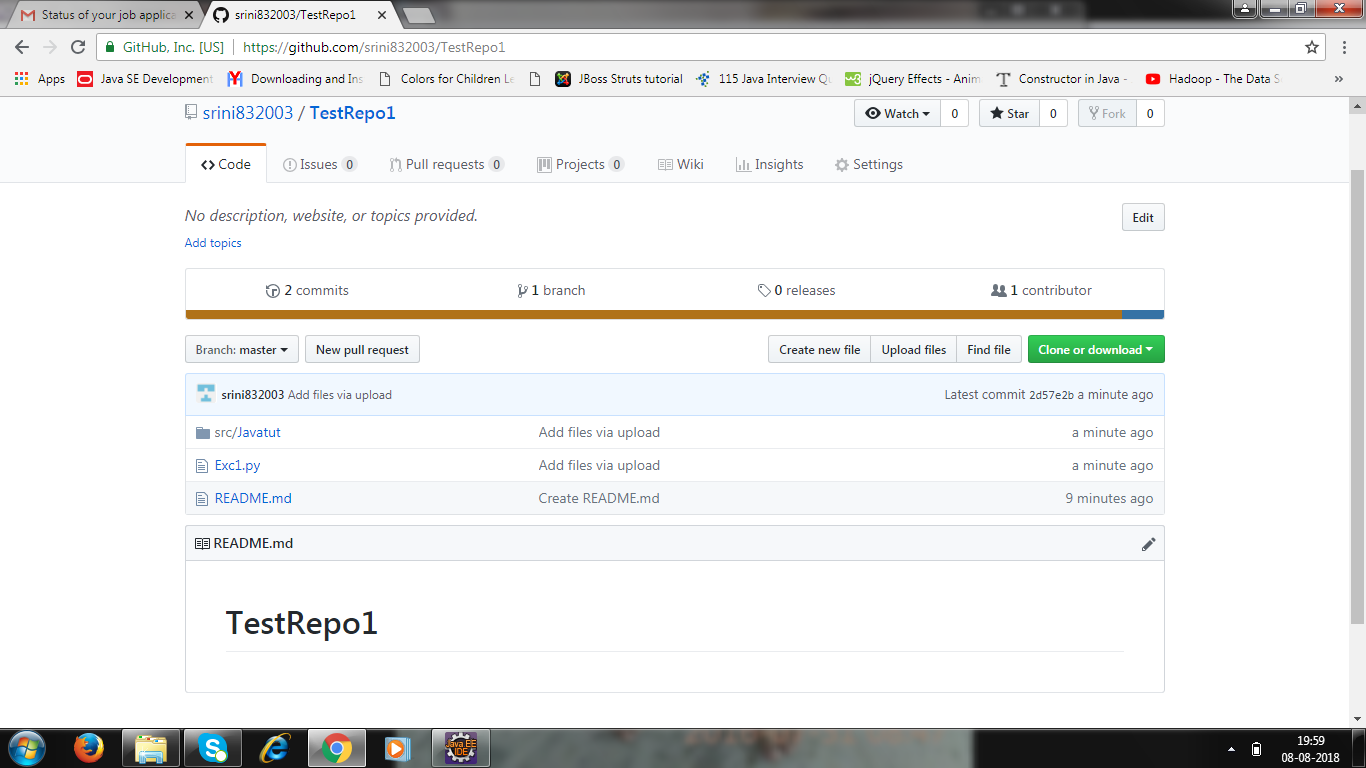 Status of your job applica
srini832003/TestRepo1
GitHub, Inc. [US] https://github.com/srini832003/TestRepo1
Apps Java SE Development Downloading and Ins Colors for Children Le JBoss Struts tutorial 115 Java Interview Qu jQuery Effects - Anim Constructor in Java - Hadoop - The Data S »
srini832003 / TestRepo1
Watch 0 Star 0 Fork 0
Code Issues 0 Pull requests 0 Projects 0 Wiki Insights Settings
No description, website, or topics provided.
Edit
Add topics
2 commits 1 branch 0 releases 1 contributor
Branch: master New pull request Create new file Upload files Find file Clone or download
srini832003 Add files via upload Latest commit 2d57e2b a minute ago
src/Javatut Add files via upload a minute ago
Exc1.py Add files via upload a minute ago
README.md Create README.md 9 minutes ago
README.md
TestRepo1
Java EE
IDE
19:59
08-08-2018